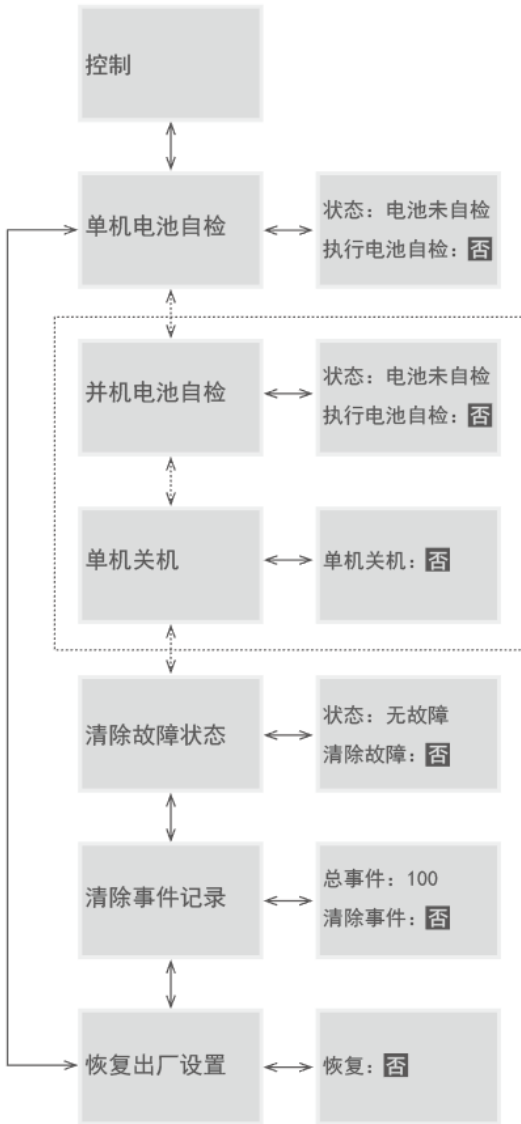 控制
单机电池自检
状态：电池未自检
执行电池自检：否
并机电池自检
状态：电池未自检
执行电池自检：否
单机关机
单机关机：否
清除故障状态
状态：无故障
清除故障：否
清除事件记录
总事件：100
清除事件：否
恢复出厂设置
恢复：否